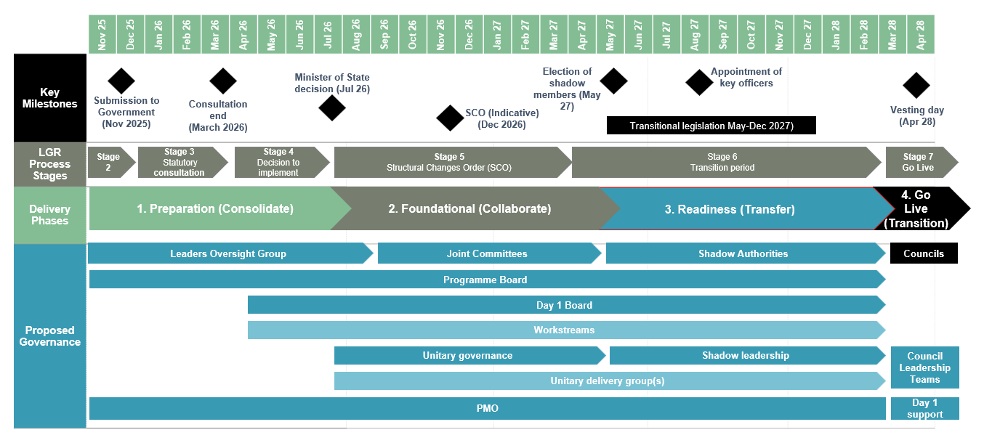 Nov 25
Dec 25
Jan 26
Feb 26
Mar 26
Apr 26
May 26
Jun 26
Jul 26
Aug 26
Sep 26
Oct 26
Nov 26
Dec 26
Jan 27
Feb 27
Mar 27
Apr 27
May 27
Jun 27
Jul 27
Aug 27
Sep 27
Oct 27
Nov 27
Dec 27
Jan 28
Feb 28
Mar 28
Apr 28
Key
Milestones
Submission to
Government
(Nov 2025)
Consultation
end
(March 2026)
Minister of State
decision (Jul 26)
SCO (Indicative)
(Dec 2026)
Election of
shadow
members (May
27)
Appointment of
key officers
Transitional legislation May-Dec 2027)
Vesting day
(Apr 28)
LGR
Process
Stages
Stage
2
Stage 3
Statutory
consultation
Stage 4
Decision to
implement
Stage 5
Structural Changes Order (SCO)
Stage 6
Transition period
Stage 7
Go Live
Delivery
Phases
1. Preparation (Consolidate)
2. Foundational (Collaborate)
3. Readiness (Transfer)
4. Go
Live
(Transition)
Proposed
Governance
Leaders Oversight Group
Joint Committees
Shadow Authorities
Councils
Programme Board
Day 1 Board
Workstreams
Unitary governance
Shadow leadership
Council
Leadership
Teams
Unitary delivery group(s)
PMO
Day 1
support